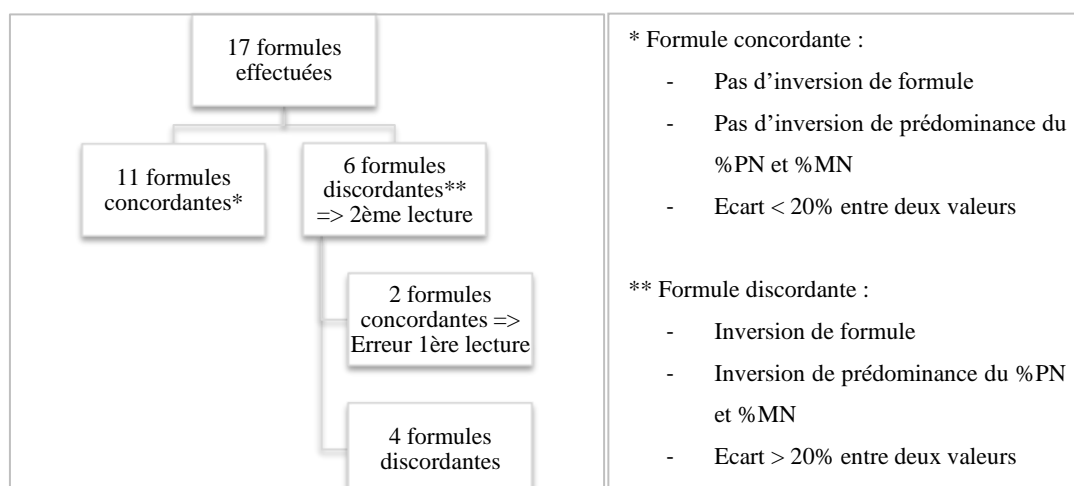 17 formules
effectuées
11 formules
concordantes*
6 formules
discordantes**
=> 2ème lecture
2 formules
concordantes =>
Erreur 1ère lecture
4 formules
discordantes
* Formule concordante :
- Pas d’inversion de formule
- Pas d’inversion de prédominance du
%PN et %MN
- Ecart < 20% entre deux valeurs
** Formule discordante :
- Inversion de formule
- Inversion de prédominance du %PN
et %MN
- Ecart > 20% entre deux valeurs